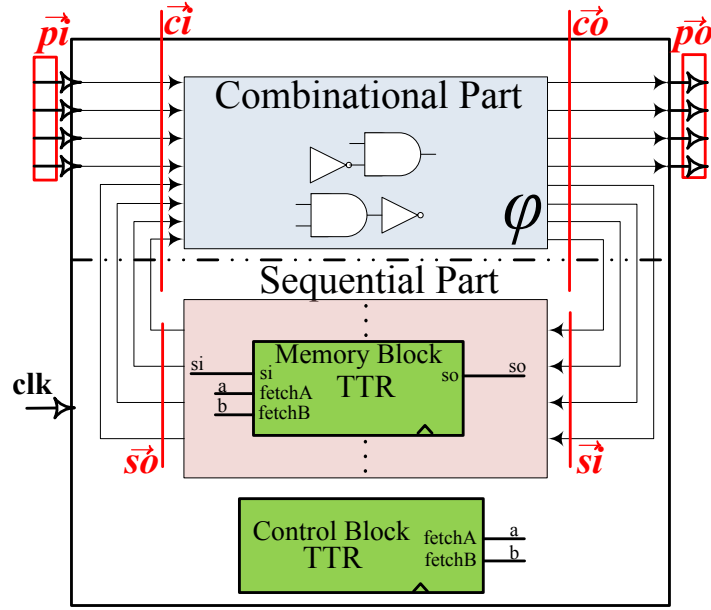 pi ci co po
Combinational Part
φ
Sequential Part
Memory Block
TTR
si si so so
a fetchA
b fetchB
clk
so si
Control Block
TTR
fetchA a
fetchB b